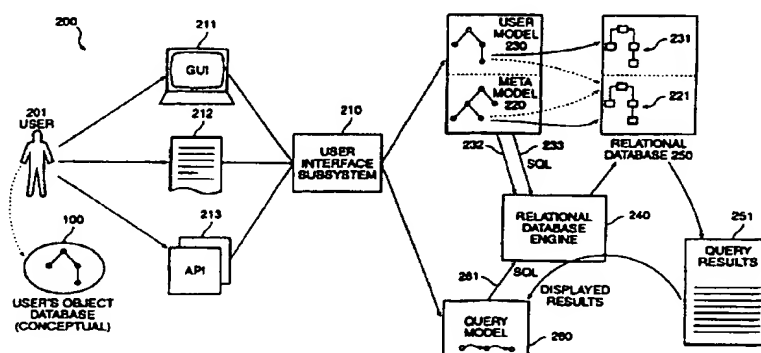 200
211
GUI
201
USER
212
213
API
100
USER'S OBJECT
DATABASE
(CONCEPTUAL)
210
USER
INTERFACE
SUBSYSTEM
USER
MODEL
230
META
MODEL
220
231
221
RELATIONAL
DATABASE 250
232
233
SQL
RELATIONAL
DATABASE
ENGINE
240
251
QUERY
RESULTS
261
SQL
DISPLAYED
RESULTS
QUERY
MODEL
260